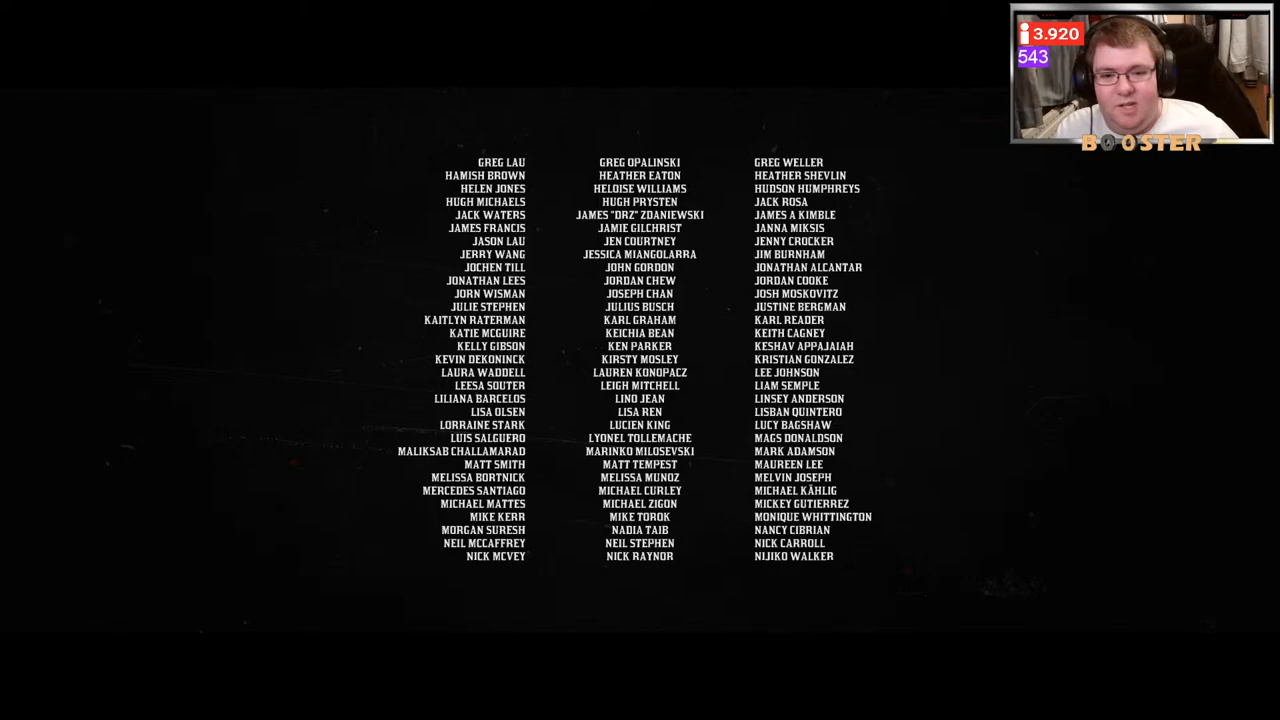 3.920
543
BOOSTER
GREG LAU GREG OPALINSKI GREG WELLER
HAMISH BROWN HEATHER EATON HEATHER SHEVLIN
HELEN JONES HELOISE WILLIAMS HUDSON HUMPHREYS
HUGH MICHAELS HUGH PRYSTEN JACK ROSA
JACK WATERS JAMES "DRZ" ZDANIEWSKI JAMES A KIMBLE
JAMES FRANCIS JAMIE GILCHRIST JANNA MIKSIS
JASON LAU JEN COURTNEY JENNY CROCKER
JERRY WANG JESSICA MIANGOLARRA JIM BURNHAM
JOCHEN TILL JOHN GORDON JONATHAN ALCANTAR
JONATHAN LEES JORDAN CHEW JORDAN COOKE
JORN WISMAN JOSEPH CHAN JOSH MOSKOVITZ
JULIE STEPHEN JULIUS BUSCH JUSTINE BERGMAN
KAITLYN RATERMAN KARL GRAHAM KARL READER
KATIE MCGUIRE KEICHIA BEAN KEITH CAGNEY
KELLY GIBSON KEN PARKER KESHAV APPAJAIAH
KEVIN DEKONINCK KIRSTY MOSLEY KRISTIAN GONZALEZ
LAURA WADDELL LAUREN KONOPACZ LEE JOHNSON
LEESA SOUTER LEIGH MITCHELL LIAM SEMPLE
LILIANA BARCELOS LINO JEAN LINSEY ANDERSON
LISA OLSEN LISA REN LISBAN QUINTERO
LORRAINE STARK LUCIEN KING LUCY BAGSHAW
LUIS SALGUERO LYONEL TOLLEMACHE MAGS DONALDSON
MALIKSAB CHALLAMARAD MARINKO MILOSEVSKI MARK ADAMSON
MATT SMITH MATT TEMPEST MAUREEN LEE
MELISSA BORTNICK MELISSA MUNOZ MELVIN JOSEPH
MERCEDES SANTIAGO MICHAEL CURLEY MICHAEL KÄHLIG
MICHAEL MATTES MICHAEL ZIGON MICKEY GUTIERREZ
MIKE KERR MIKE TOROK MONIQUE WHITTINGTON
MORGAN SURESH NADIA TAIB NANCY CIBRIAN
NEIL MCCAFFREY NEIL STEPHEN NICK CARROLL
NICK MCVEY NICK RAYNOR NIJIKO WALKER